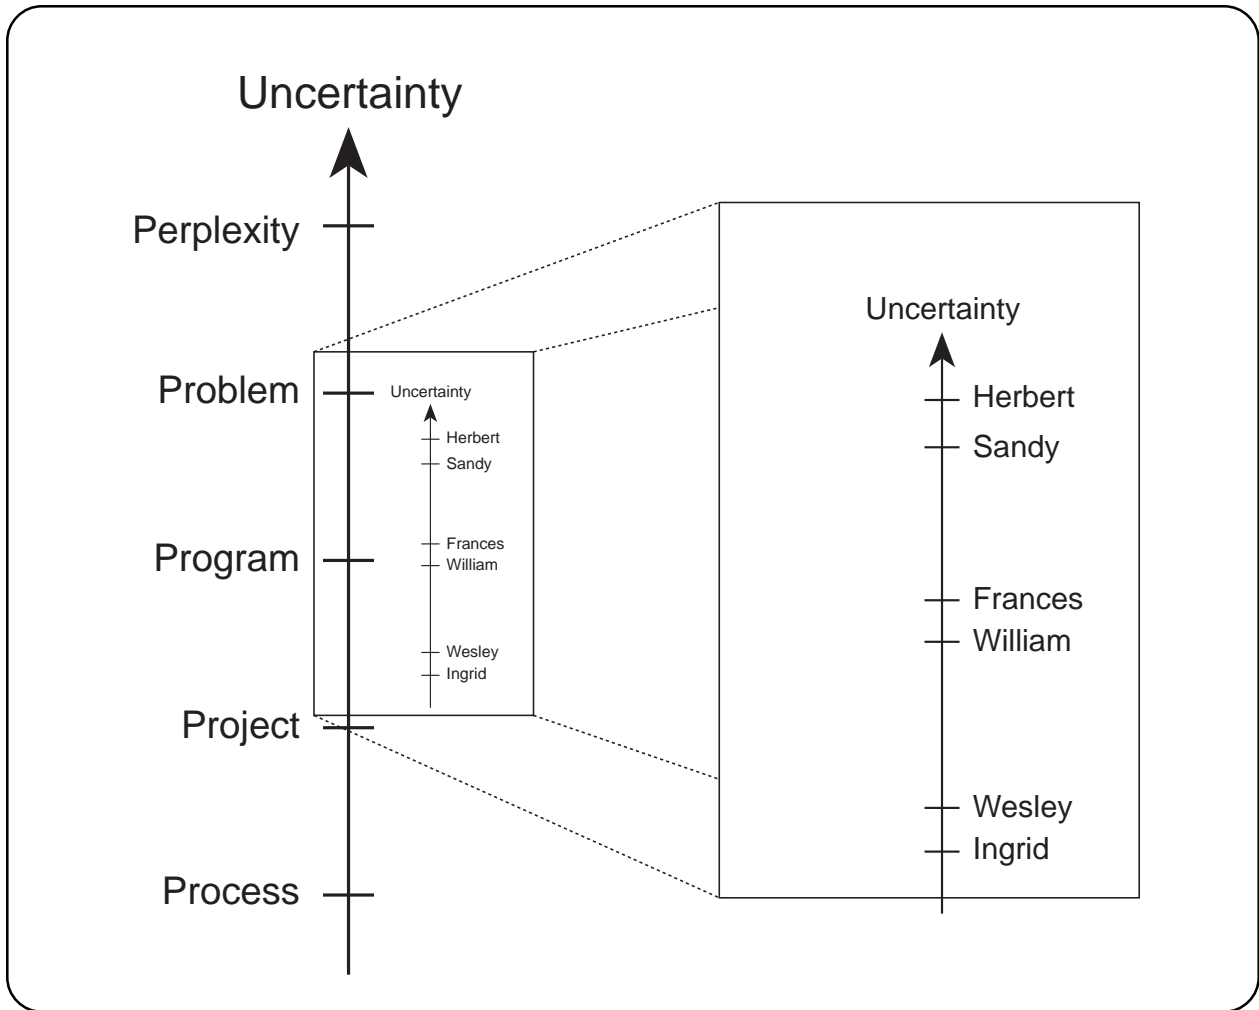 Uncertainty
Perplexity
Problem
Program
Project
Process
Uncertainty
Herbert
Sandy
Frances
William
Wesley
Ingrid
Uncertainty
Herbert
Sandy
Frances
William
Wesley
Ingrid